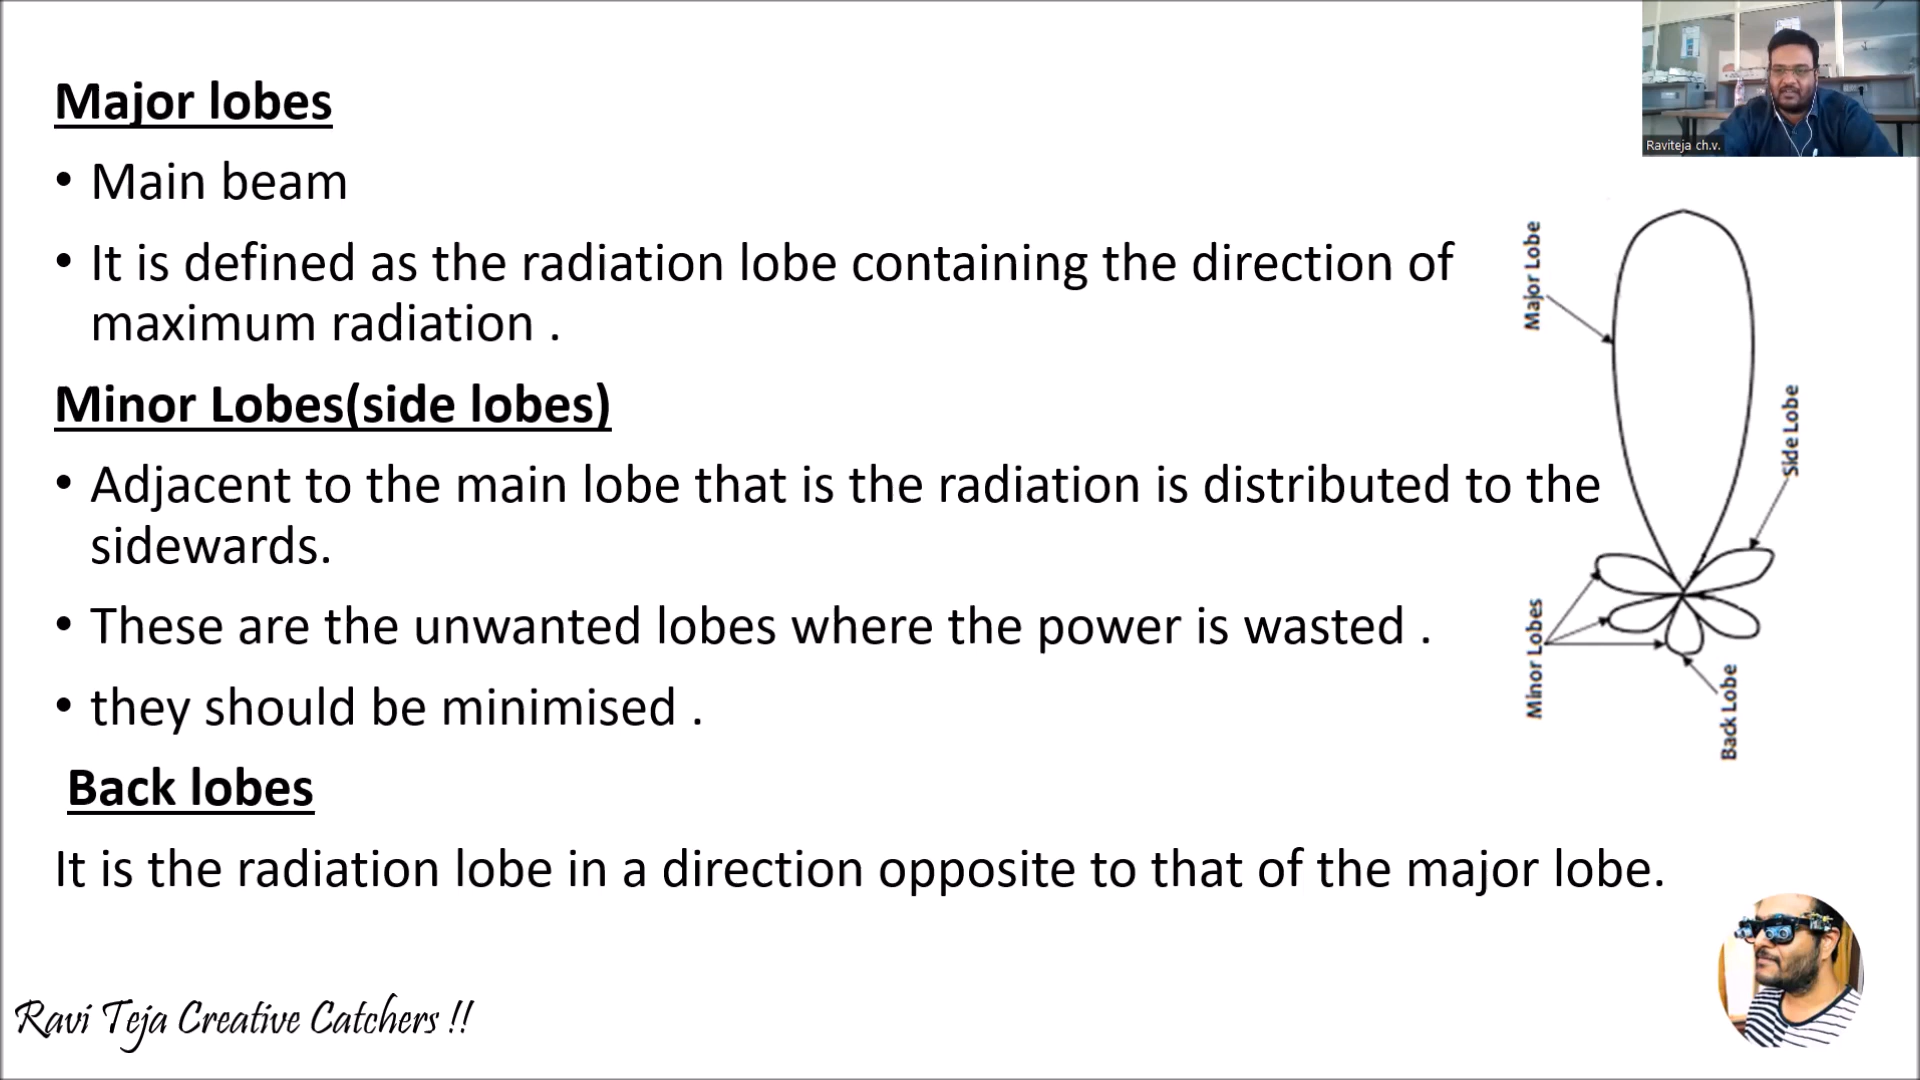 Major lobes
• Main beam
• It is defined as the radiation lobe containing the direction of
maximum radiation .
Minor Lobes(side lobes)
• Adjacent to the main lobe that is the radiation is distributed to the
sidewards.
• These are the unwanted lobes where the power is wasted .
• they should be minimised .
Back lobes
It is the radiation lobe in a direction opposite to that of the major lobe.
Raviteja ch.v.
Major Lobe
Side Lobe
Minor Lobes
Back Lobe
Ravi Teja Creative Catchers !!